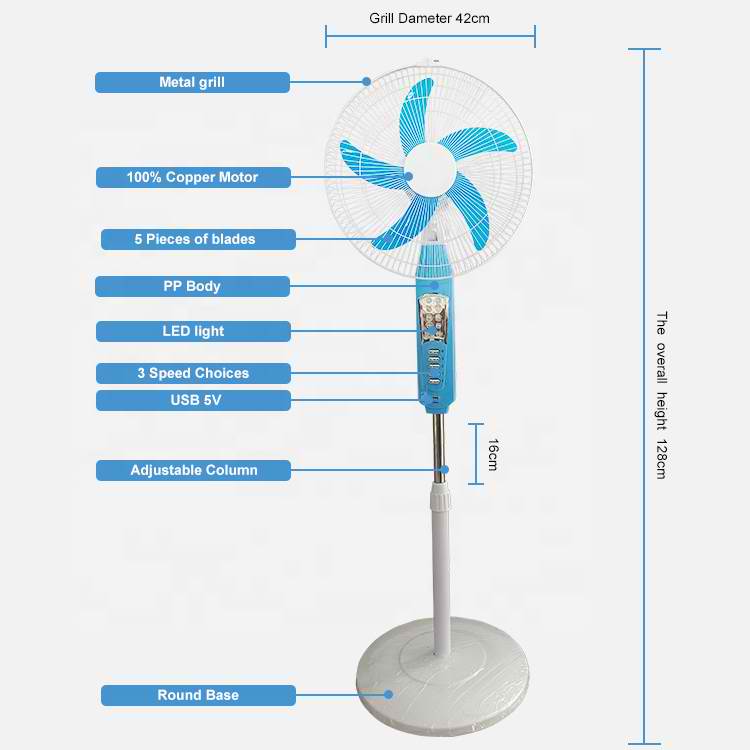 Grill Dameter 42cm
Metal grill
100% Copper Motor
5 Pieces of blades
PP Body
LED light
3 Speed Choices
USB 5V
Adjustable Column
16cm
The overall height 128cm
Round Base